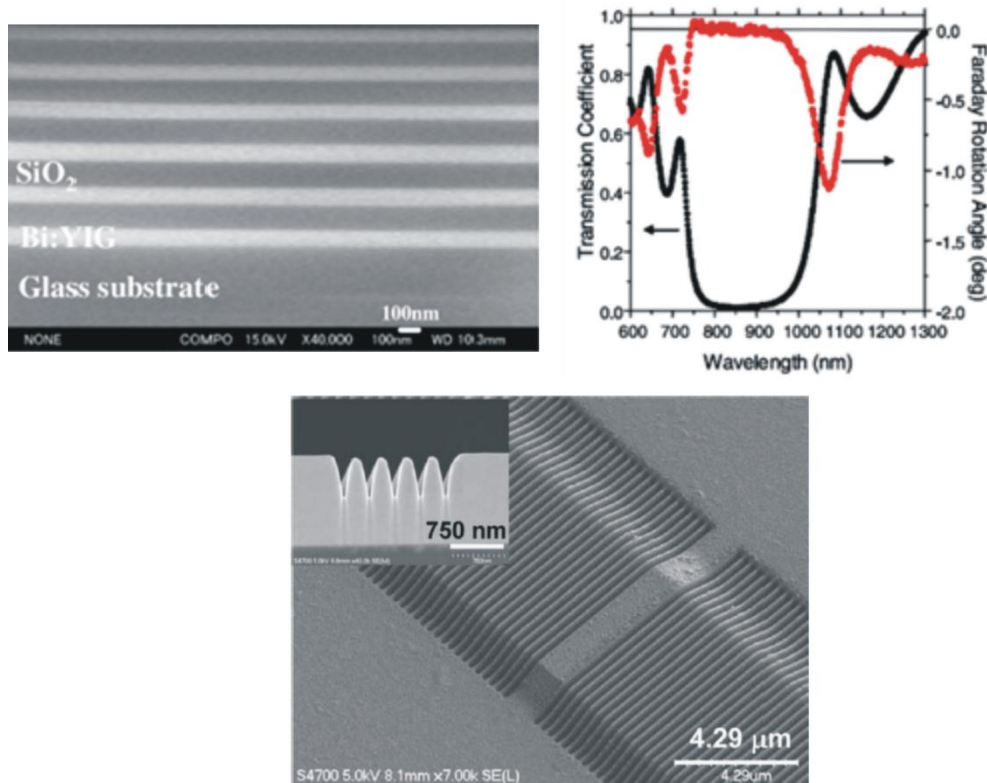 SiO2
Bi:YIG
Glass substrate
100nm
NONE COMPO 15.0kV X40,000 100nm WD 10.3mm
Transmission Coefficient
1.0
0.8
0.6
0.4
0.2
0.0
600 700 800 900 1000 1100 1200 1300
Wavelength (nm)
0.0
-0.5
-1.0
-1.5
-2.0
Faraday Rotation Angle (deg)
750 nm
4.29 μm
S4700 5.0kV 8.1mm x7.00k SE(L) 4.29um